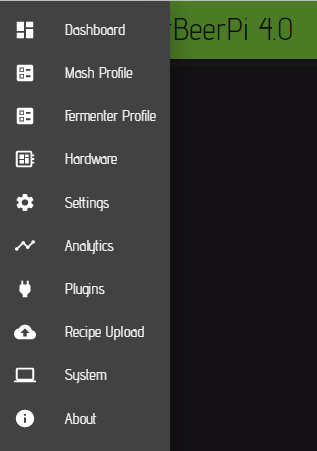 rBeerPi 4.0
Dashboard
Mash Profile
Fermenter Profile
Hardware
Settings
Analytics
Plugins
Recipe Upload
System
About